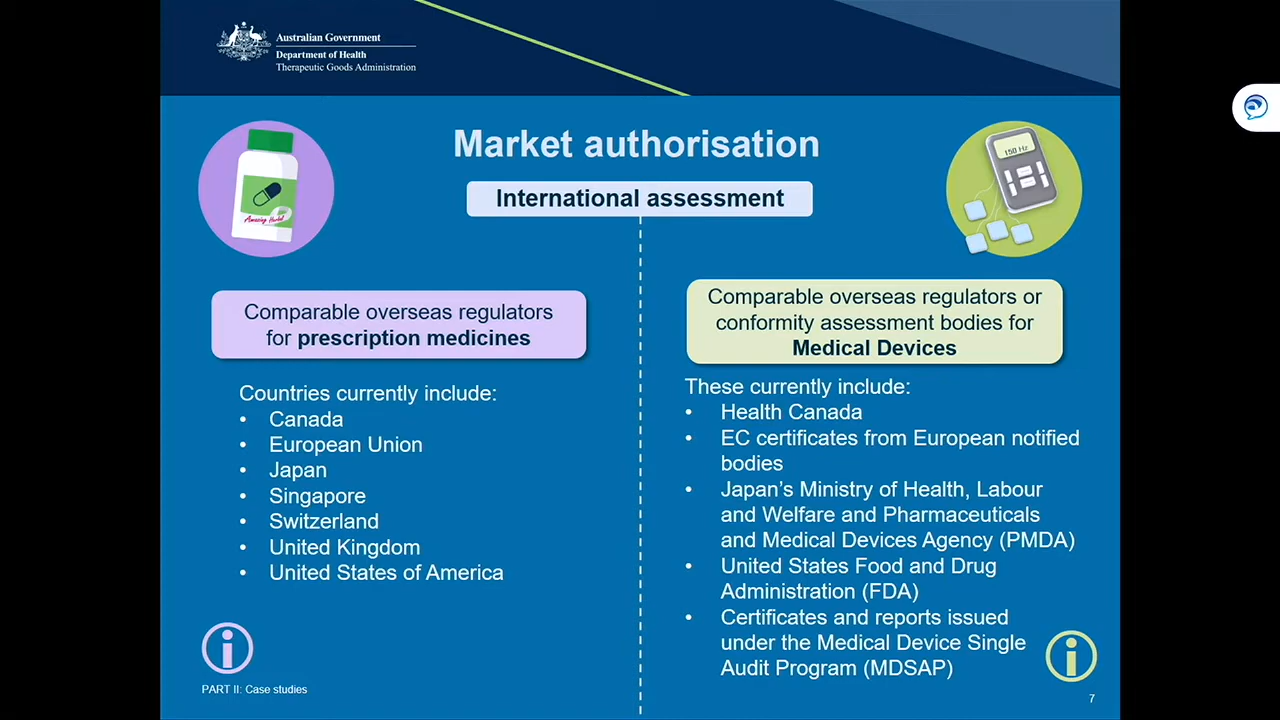 Australian Government
Department of Health
Therapeutic Goods Administration
Market authorisation
International assessment
Amazing Herbal
150 Hz
Comparable overseas regulators
for prescription medicines
Countries currently include:
• Canada
• European Union
• Japan
• Singapore
• Switzerland
• United Kingdom
• United States of America
Comparable overseas regulators or
conformity assessment bodies for
Medical Devices
These currently include:
• Health Canada
• EC certificates from European notified
bodies
• Japan’s Ministry of Health, Labour
and Welfare and Pharmaceuticals
and Medical Devices Agency (PMDA)
• United States Food and Drug
Administration (FDA)
• Certificates and reports issued
under the Medical Device Single
Audit Program (MDSAP)
PART II: Case studies
7